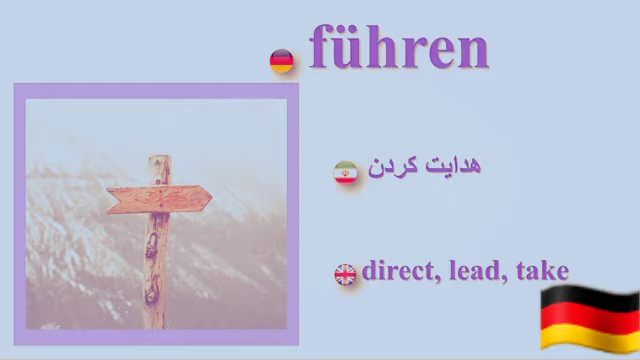 führen
هدایت کردن
direct, lead, take